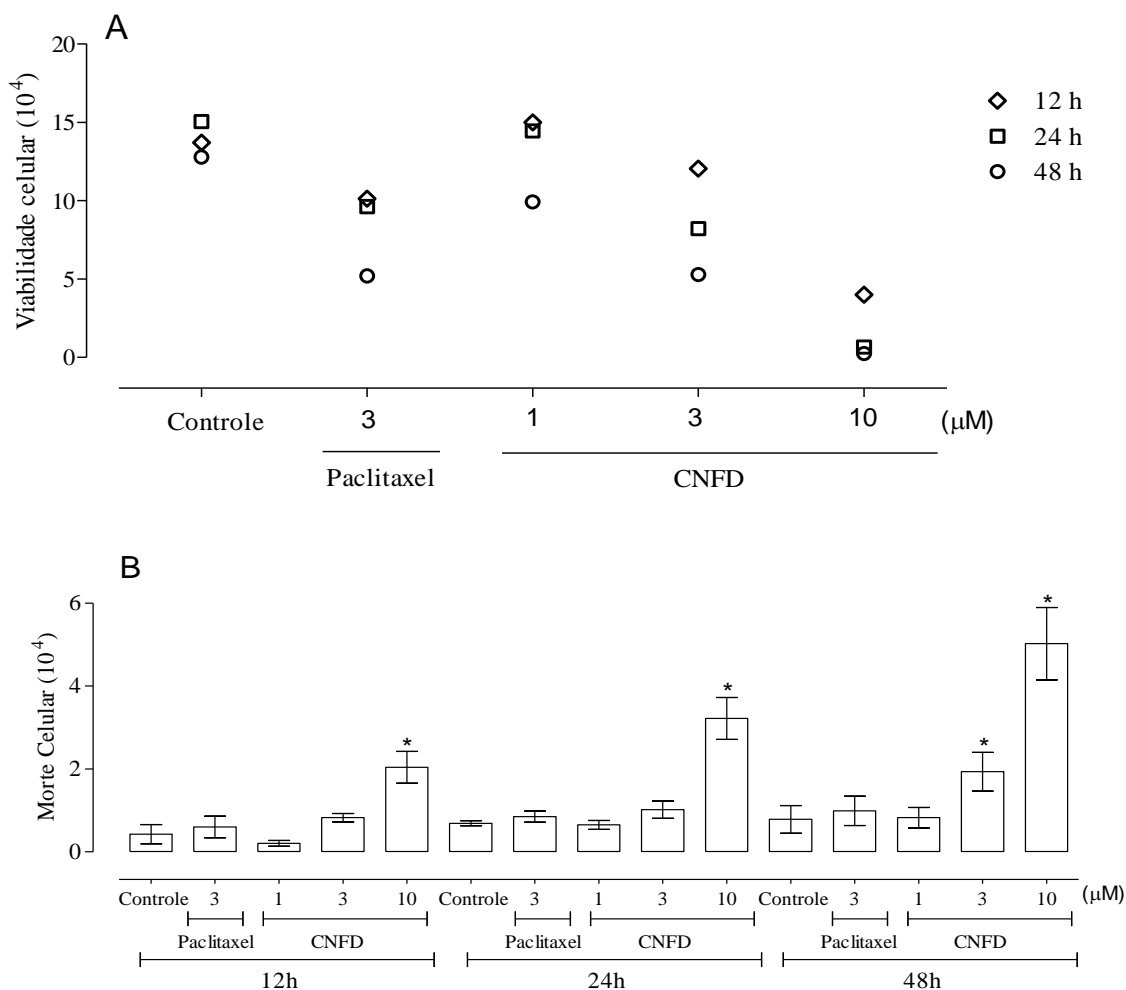 A
Viabilidade celular (10⁴)
20
15
10
5
0
12 h
24 h
48 h
Controle 3 1 3 10 (μM)
Paclitaxel CNFD
B
Morte Celular (10⁴)
6
4
2
0
* * * *
Controle 3 1 3 10 Controle 3 1 3 10 Controle 3 1 3 10 (μM)
Paclitaxel CNFD Paclitaxel CNFD Paclitaxel CNFD
12h 24h 48h